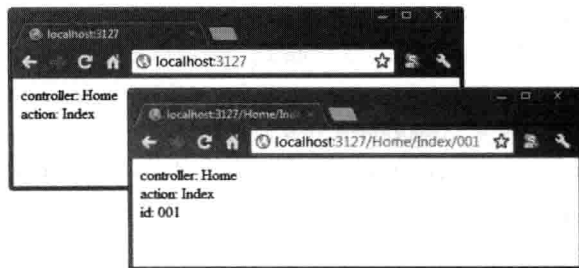 localhost:3127
localhost:3127
controller: Home
action: Index
localhost:3127/Home/In
localhost:3127/Home/Index/001
controller: Home
action: Index
id: 001